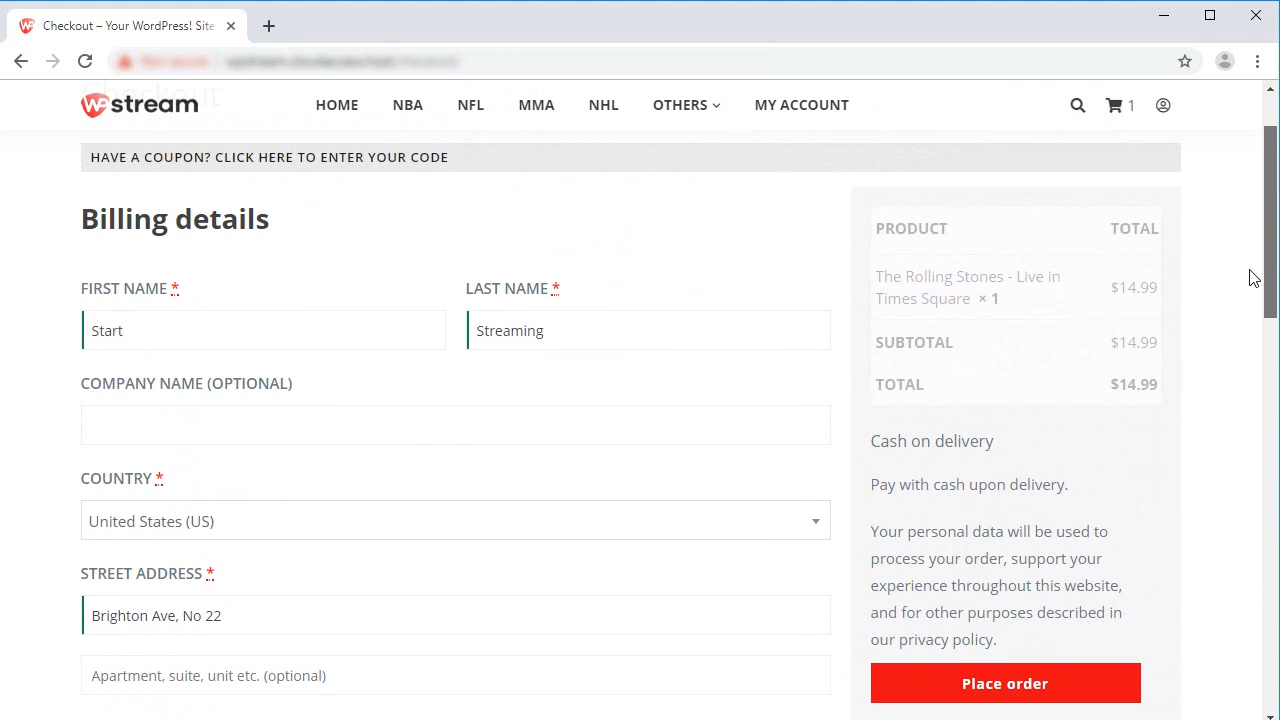 Checkout – Your WordPress! Site
Not secure
Checkout
WPstream
HOME NBA NFL MMA NHL OTHERS MY ACCOUNT 1
HAVE A COUPON? CLICK HERE TO ENTER YOUR CODE
Billing details
FIRST NAME * LAST NAME *
Start Streaming
COMPANY NAME (OPTIONAL)
COUNTRY *
United States (US)
STREET ADDRESS *
Brighton Ave, No 22
Apartment, suite, unit etc. (optional)
PRODUCT TOTAL
The Rolling Stones - Live in
Times Square × 1 $14.99
SUBTOTAL $14.99
TOTAL $14.99
Cash on delivery
Pay with cash upon delivery.
Your personal data will be used to
process your order, support your
experience throughout this website,
and for other purposes described in
our privacy policy.
Place order